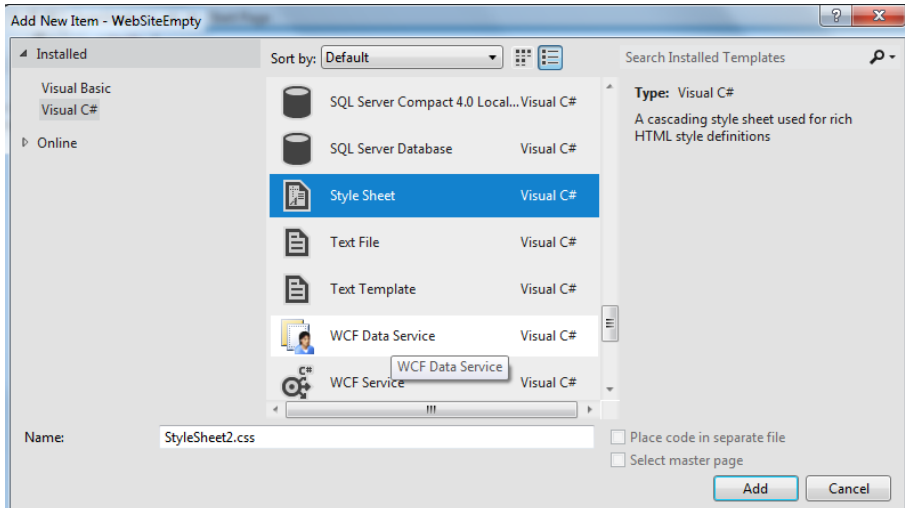 Add New Item - WebSiteEmpty
Installed
Visual Basic
Visual C#
Online
Sort by: Default
SQL Server Compact 4.0 Local... Visual C#
SQL Server Database Visual C#
Style Sheet Visual C#
Text File Visual C#
Text Template Visual C#
WCF Data Service Visual C#
WCF Data Service
C#
WCF Service Visual C#
Search Installed Templates
Type: Visual C#
A cascading style sheet used for rich
HTML style definitions
Name: StyleSheet2.css
Place code in separate file
Select master page
Add Cancel